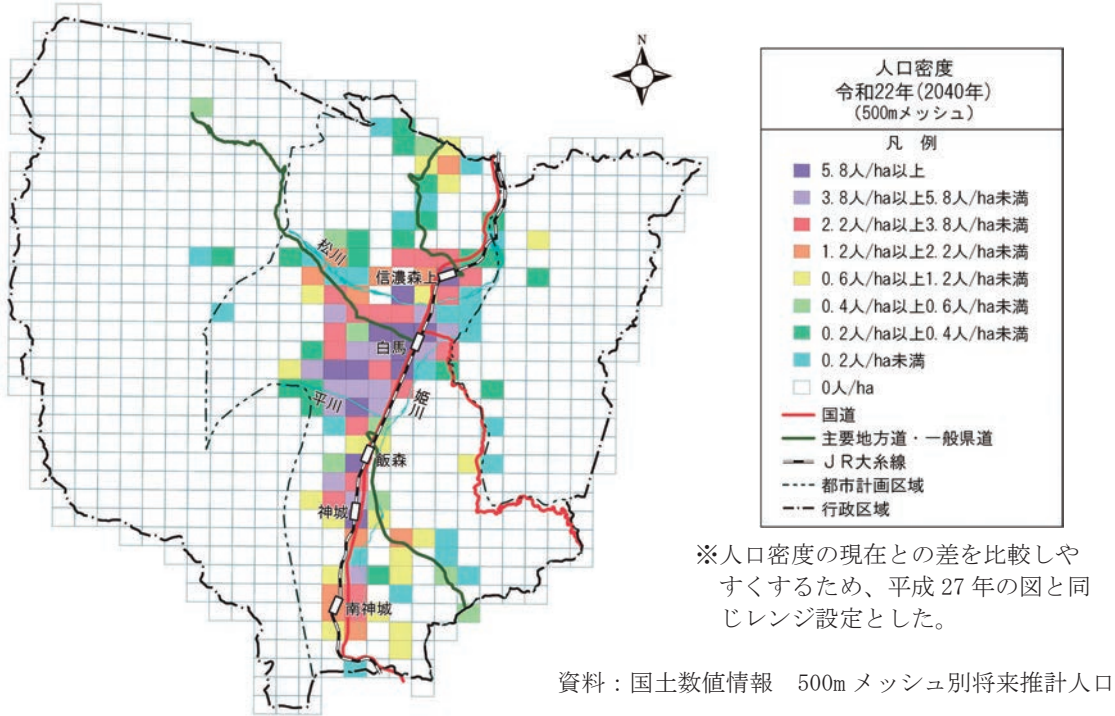 N
人口密度
令和22年(2040年)
(500mメッシュ)
凡 例
5.8人/ha以上
3.8人/ha以上5.8人/ha未満
2.2人/ha以上3.8人/ha未満
1.2人/ha以上2.2人/ha未満
0.6人/ha以上1.2人/ha未満
0.4人/ha以上0.6人/ha未満
0.2人/ha以上0.4人/ha未満
0.2人/ha未満
0人/ha
国道
主要地方道・一般県道
JR大糸線
都市計画区域
行政区域
松川
信濃森上
白馬
平川
姫川
飯森
神城
南神城
※人口密度の現在との差を比較しや
すくするため、平成27年の図と同
じレンジ設定とした。
資料：国土数値情報 500mメッシュ別将来推計人口